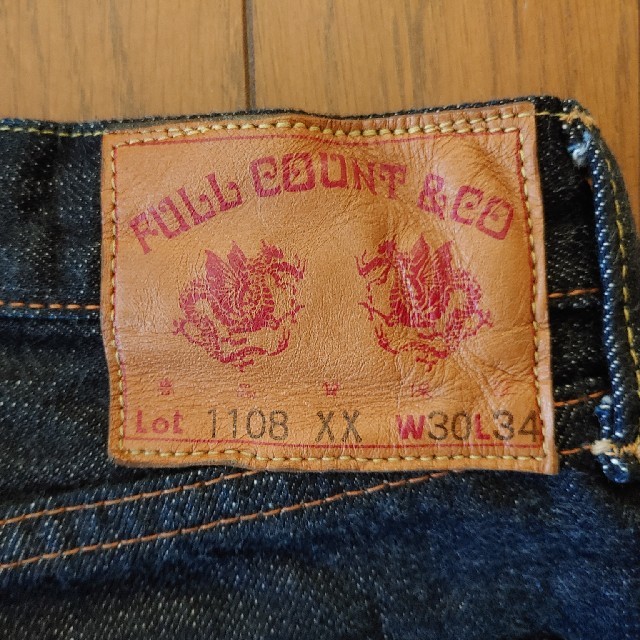 FULL COUNT & CO
Lot 1108 XX W30L34